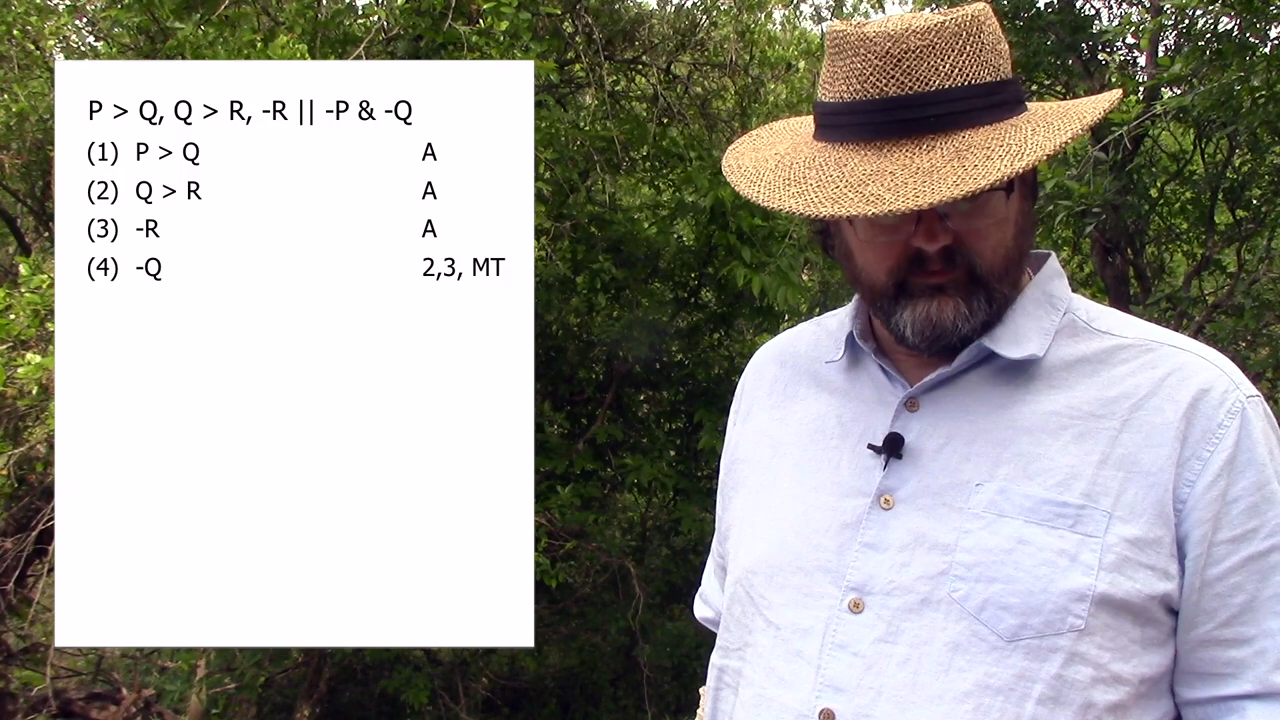 P > Q, Q > R, -R || -P & -Q
(1) P > Q A
(2) Q > R A
(3) -R A
(4) -Q 2,3, MT